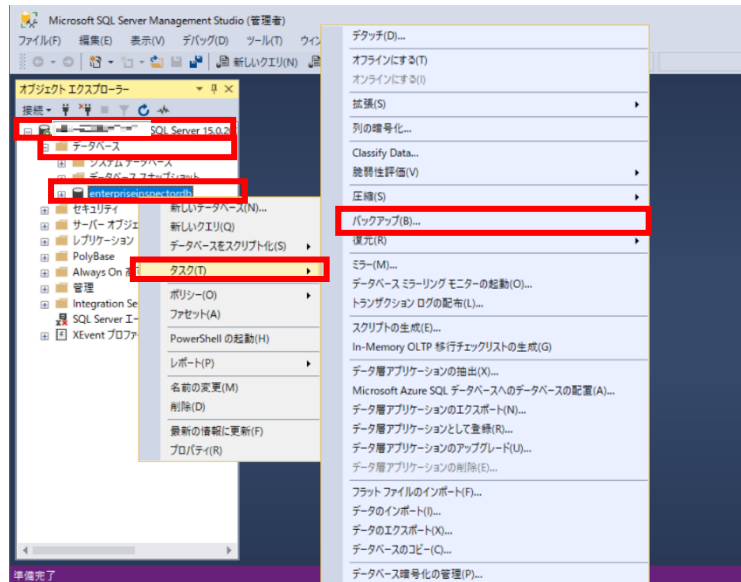 Microsoft SQL Server Management Studio (管理者)
ファイル(F) 編集(E) 表示(V) デバッグ(D) ツール(T)
新しいクエリ(N)
オブジェクト エクスプローラー
接続
SQL Server 15.0.20
データベース
システム データベース
データベース スナップショット
enterpriseinspectordb
セキュリティ
サーバー オブジェ
レプリケーション
PolyBase
Always On
管理
Integration Se
SQL Server エー
XEvent プロファ
準備完了
新しいデータベース(N)...
新しいクエリ(Q)
データベースをスクリプト化(S)
タスク(T)
ポリシー(O)
ファセット(A)
PowerShell の起動(H)
レポート(P)
名前の変更(M)
削除(D)
最新の情報に更新(F)
プロパティ(R)
デタッチ(D)...
オフラインにする(T)
オンラインにする(I)
拡張(S)
列の暗号化...
Classify Data...
脆弱性評価(V)
圧縮(S)
バックアップ(B)...
復元(R)
ミラー(M)...
データベース ミラーリング モニターの起動(O)...
トランザクション ログの配布(L)...
スクリプトの生成(E)...
In-Memory OLTP 移行チェックリストの生成(G)
データ層アプリケーションの抽出(X)...
Microsoft Azure SQL データベースへのデータベースの配置(A)...
データ層アプリケーションのエクスポート(N)...
データ層アプリケーションとして登録(R)...
データ層アプリケーションのアップグレード(U)...
データ層アプリケーションの削除(E)...
フラット ファイルのインポート(F)...
データのインポート(I)...
データのエクスポート(X)...
データベースのコピー(C)...
データベース暗号化の管理(P)...